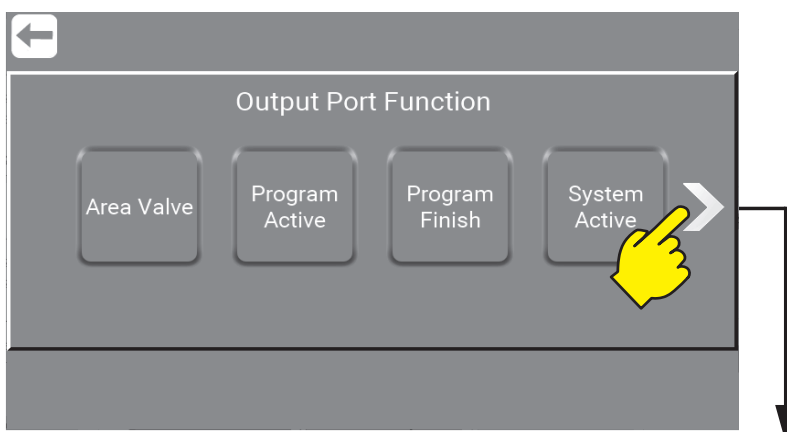 Output Port Function
Area Valve
Program
Active
Program
Finish
System
Active